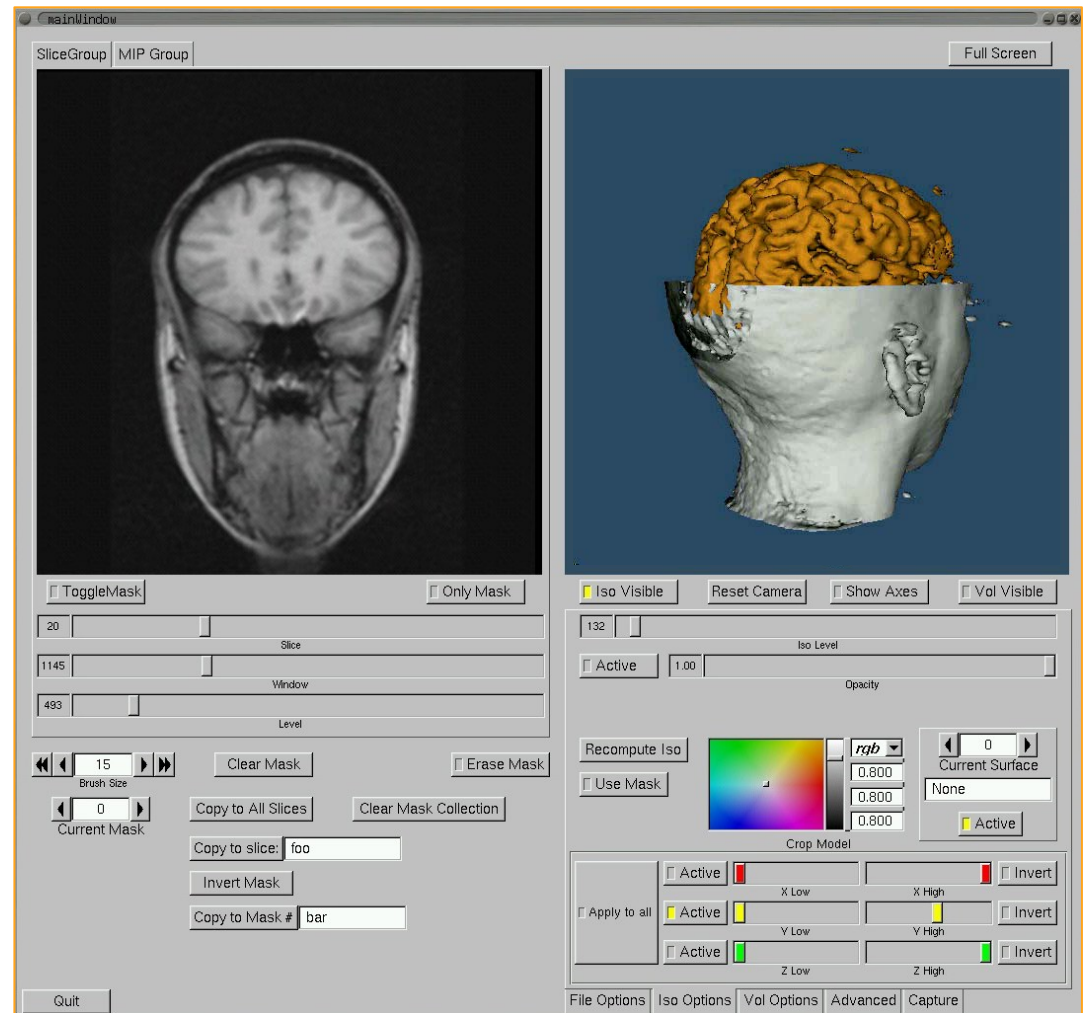 mainWindow
SliceGroup MIP Group
Full Screen
ToggleMask Only Mask
20
Slice
1145
Window
493
Level
15
Brush Size
Clear Mask
Erase Mask
0
Current Mask
Copy to All Slices
Clear Mask Collection
Copy to slice: foo
Invert Mask
Copy to Mask # bar
Quit
Iso Visible Reset Camera Show Axes Vol Visible
132
Iso Level
Active 1.00
Opacity
Recompute Iso
Use Mask
rgb
0.800
0.800
0.800
0
Current Surface
None
Active
Crop Model
Apply to all
Active Invert
X Low X High
Active Invert
Y Low Y High
Active Invert
Z Low Z High
File Options Iso Options Vol Options Advanced Capture